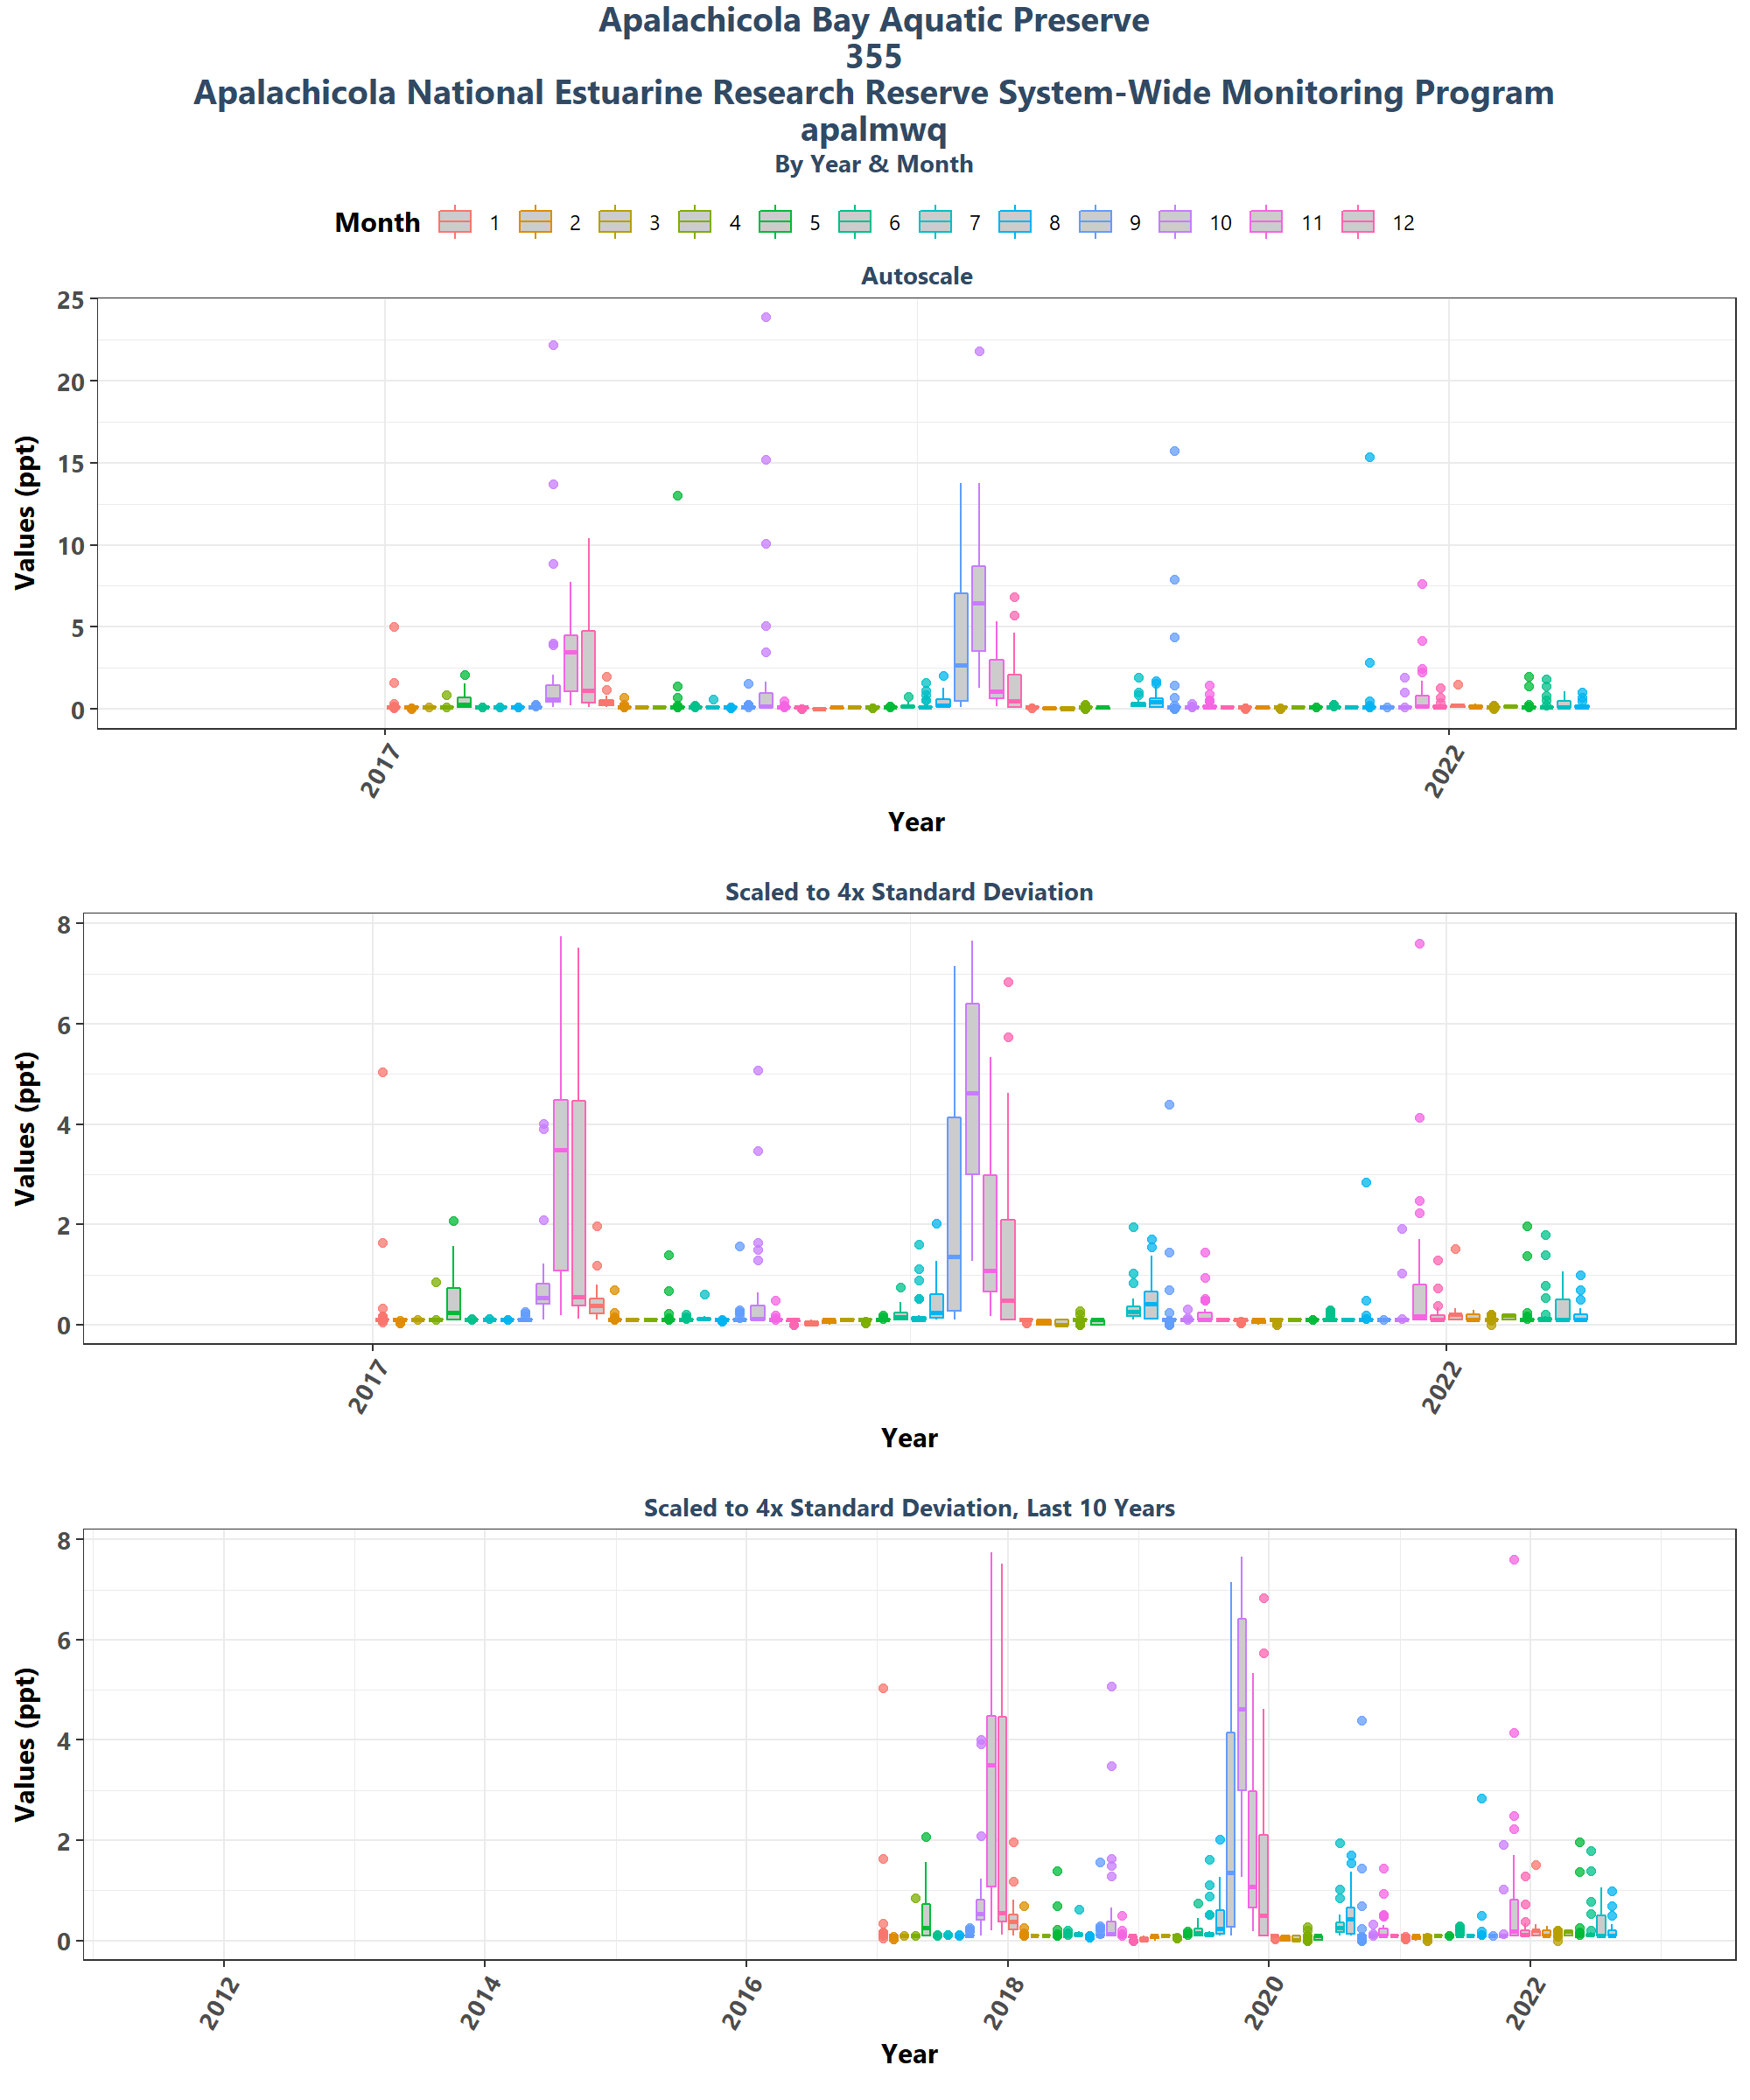 Apalachicola Bay Aquatic Preserve
355
Apalachicola National Estuarine Research Reserve System-Wide Monitoring Program
apalmwq
By Year & Month
Month 1 2 3 4 5 6 7 8 9 10 11 12
Autoscale
Values (ppt)
25
20
15
10
5
0
2017 2022
Year
Scaled to 4x Standard Deviation
Values (ppt)
8
6
4
2
0
2017 2022
Year
Scaled to 4x Standard Deviation, Last 10 Years
Values (ppt)
8
6
4
2
0
2012 2014 2016 2018 2020 2022
Year